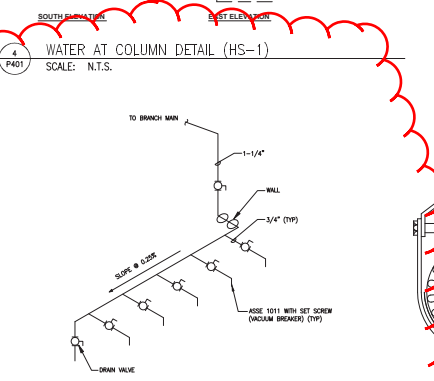 SOUTH ELEVATION
EAST ELEVATION
4
P401
WATER AT COLUMN DETAIL (HS-1)
SCALE: N.T.S.
TO BRANCH MAIN
1-1/4"
WALL
3/4" (TYP)
SLOPE @ 0.25%
ASSE 1011 WITH SET SCREW
(VACUUM BREAKER) (TYP)
DRAIN VALVE